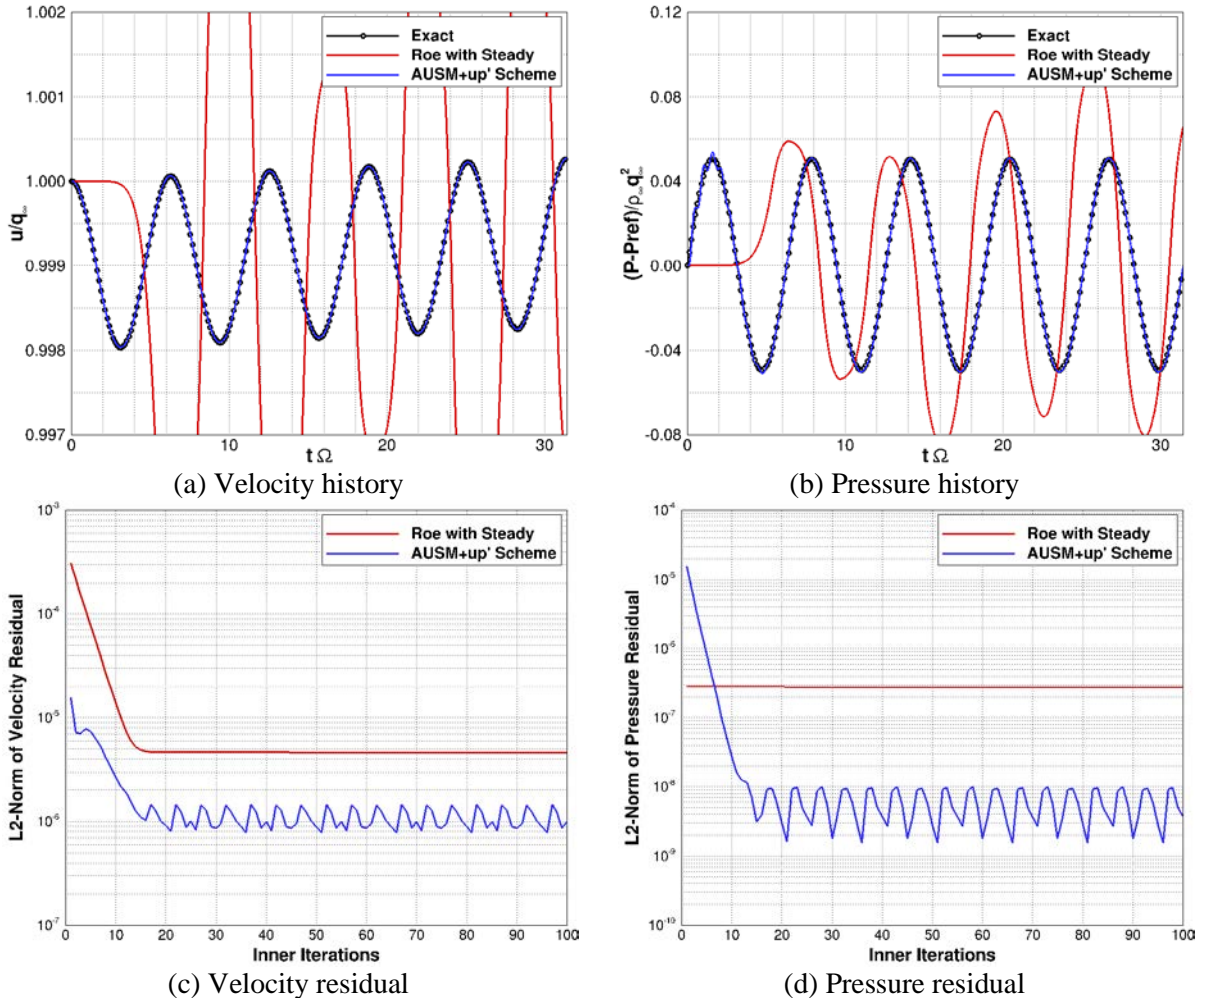 1.002
1.001
1.000
0.999
0.998
0.997
u/q∞
Exact
Roe with Steady
AUSM+up' Scheme
0 10 20 30
t Ω
(a) Velocity history
0.12
0.08
0.04
0.00
-0.04
-0.08
(P-Pref)/ρ∞q∞²
Exact
Roe with Steady
AUSM+up' Scheme
0 10 20 30
t Ω
(b) Pressure history
10⁻³
10⁻⁴
10⁻⁵
10⁻⁶
10⁻⁷
L2-Norm of Velocity Residual
Roe with Steady
AUSM+up' Scheme
0 10 20 30 40 50 60 70 80 90 100
Inner Iterations
(c) Velocity residual
10⁻⁴
10⁻⁵
10⁻⁶
10⁻⁷
10⁻⁸
10⁻⁹
10⁻¹⁰
L2-Norm of Pressure Residual
Roe with Steady
AUSM+up' Scheme
0 10 20 30 40 50 60 70 80 90 100
Inner Iterations
(d) Pressure residual